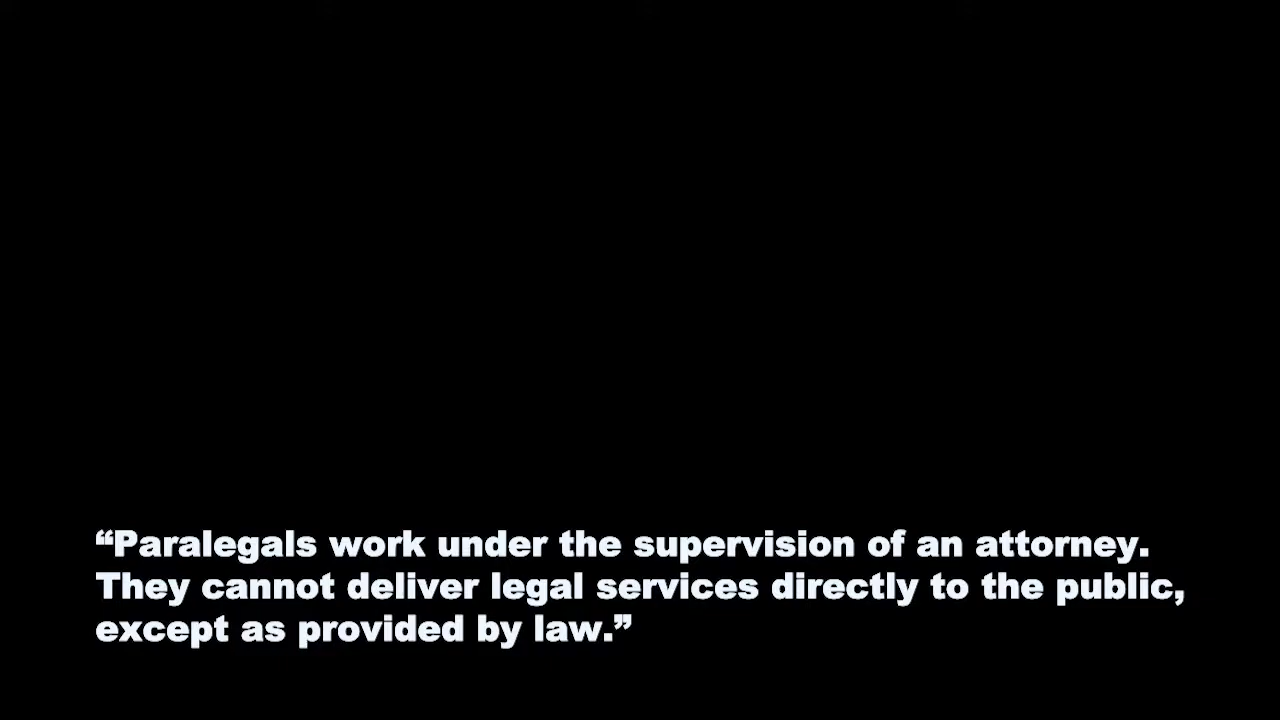 “Paralegals work under the supervision of an attorney.
They cannot deliver legal services directly to the public,
except as provided by law.”